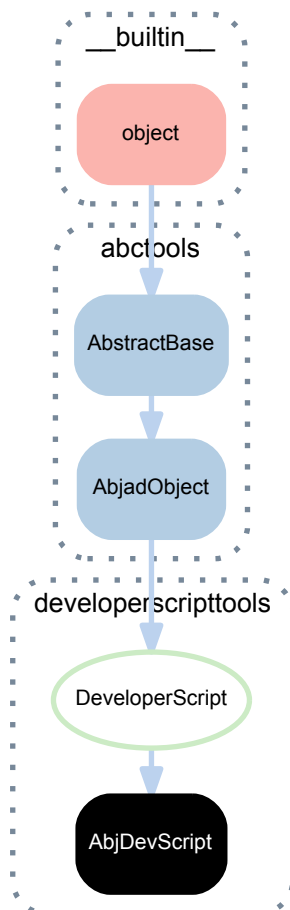 __builtin__
object
abctools
AbstractBase
AbjadObject
developerscripttools
DeveloperScript
AbjDevScript